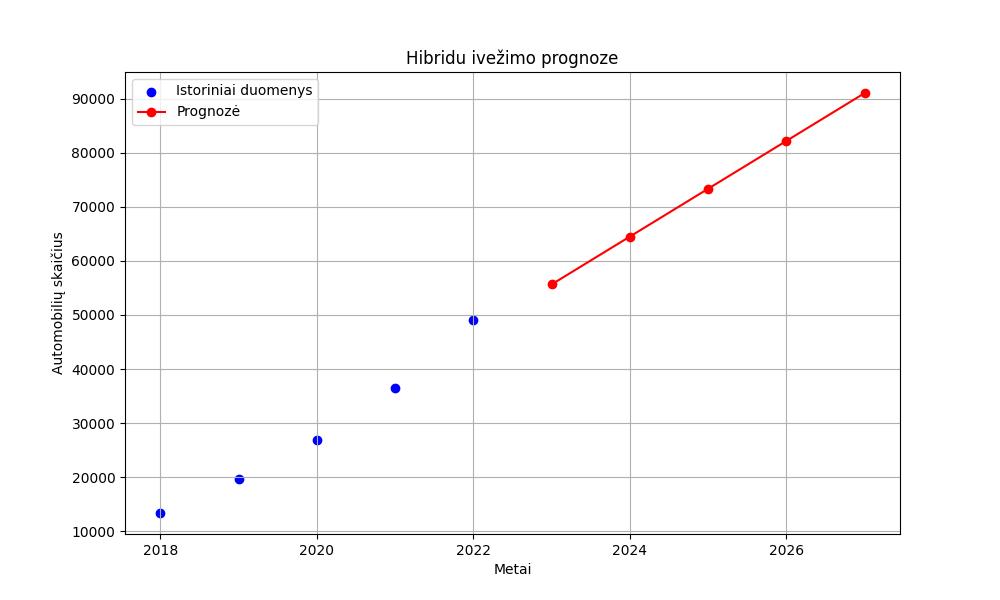 Hibridu ivežimo prognoze
Istoriniai duomenys
Prognozė
90000
80000
70000
60000
50000
40000
30000
20000
10000
Automobilių skaičius
2018 2020 2022 2024 2026
Metai